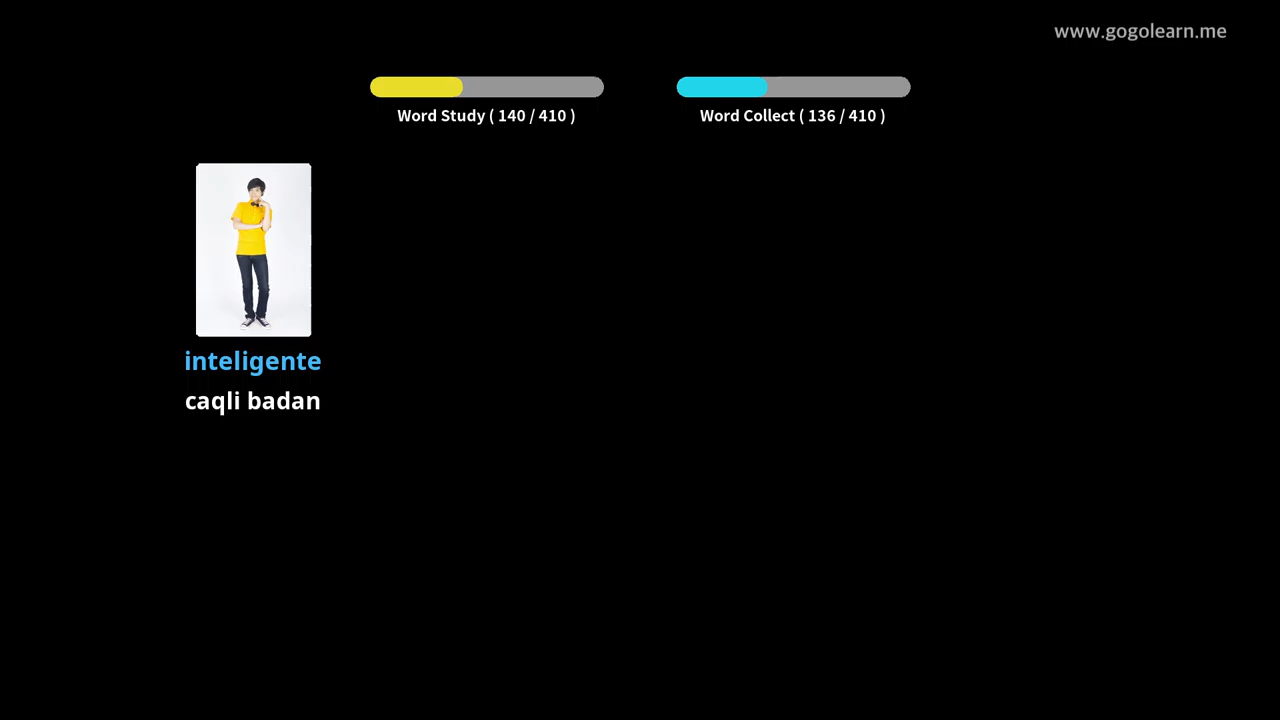 www.gogolearn.me
Word Study ( 140 / 410 )
Word Collect ( 136 / 410 )
inteligente
caqli badan